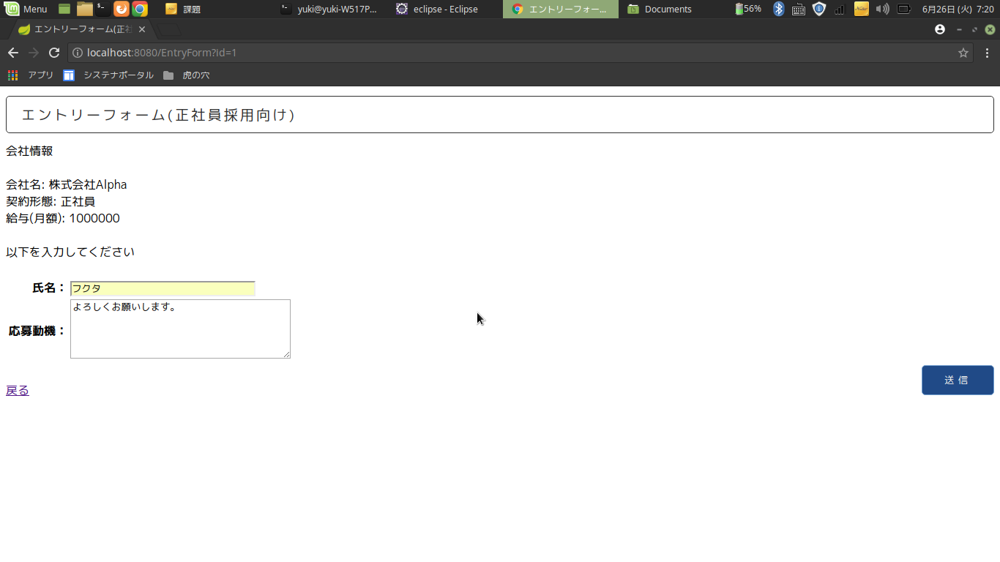 Menu 課題 yuki@yuki-W517P... eclipse - Eclipse エントリーフォー... Documents 56% 6月26日 (火) 7:20
エントリーフォーム(正社
localhost:8080/EntryForm?id=1
アプリ システナポータル 虎の穴
エントリーフォーム(正社員採用向け)
会社情報
会社名: 株式会社Alpha
契約形態: 正社員
給与(月額): 1000000
以下を入力してください
氏名： フクタ
応募動機： よろしくお願いします。
送信
戻る